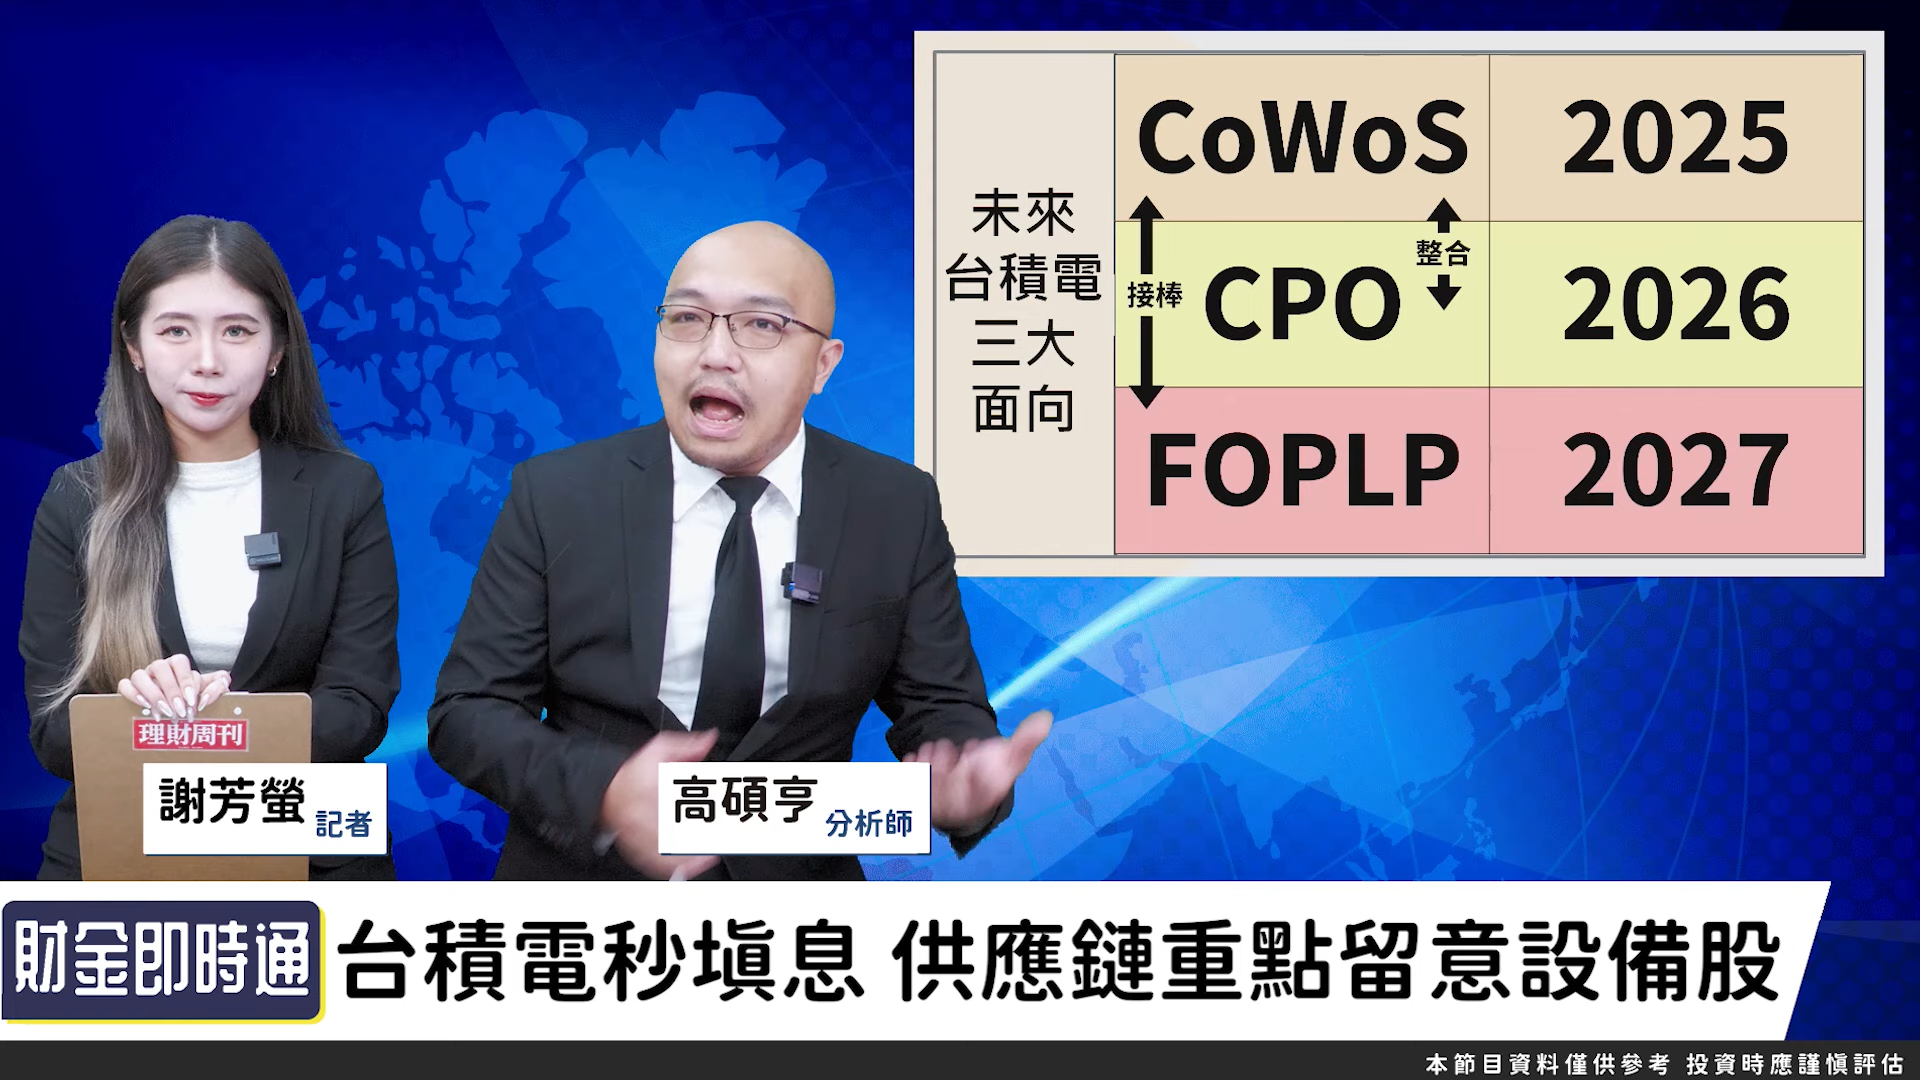 未來
台積電
三大
面向
CoWoS 2025
整合
接棒
CPO 2026
FOPLP 2027
理財周刊
謝芳螢 記者
高碩亨 分析師
財金即時通
台積電秒填息 供應鏈重點留意設備股
本節目資料僅供參考 投資時應謹慎評估